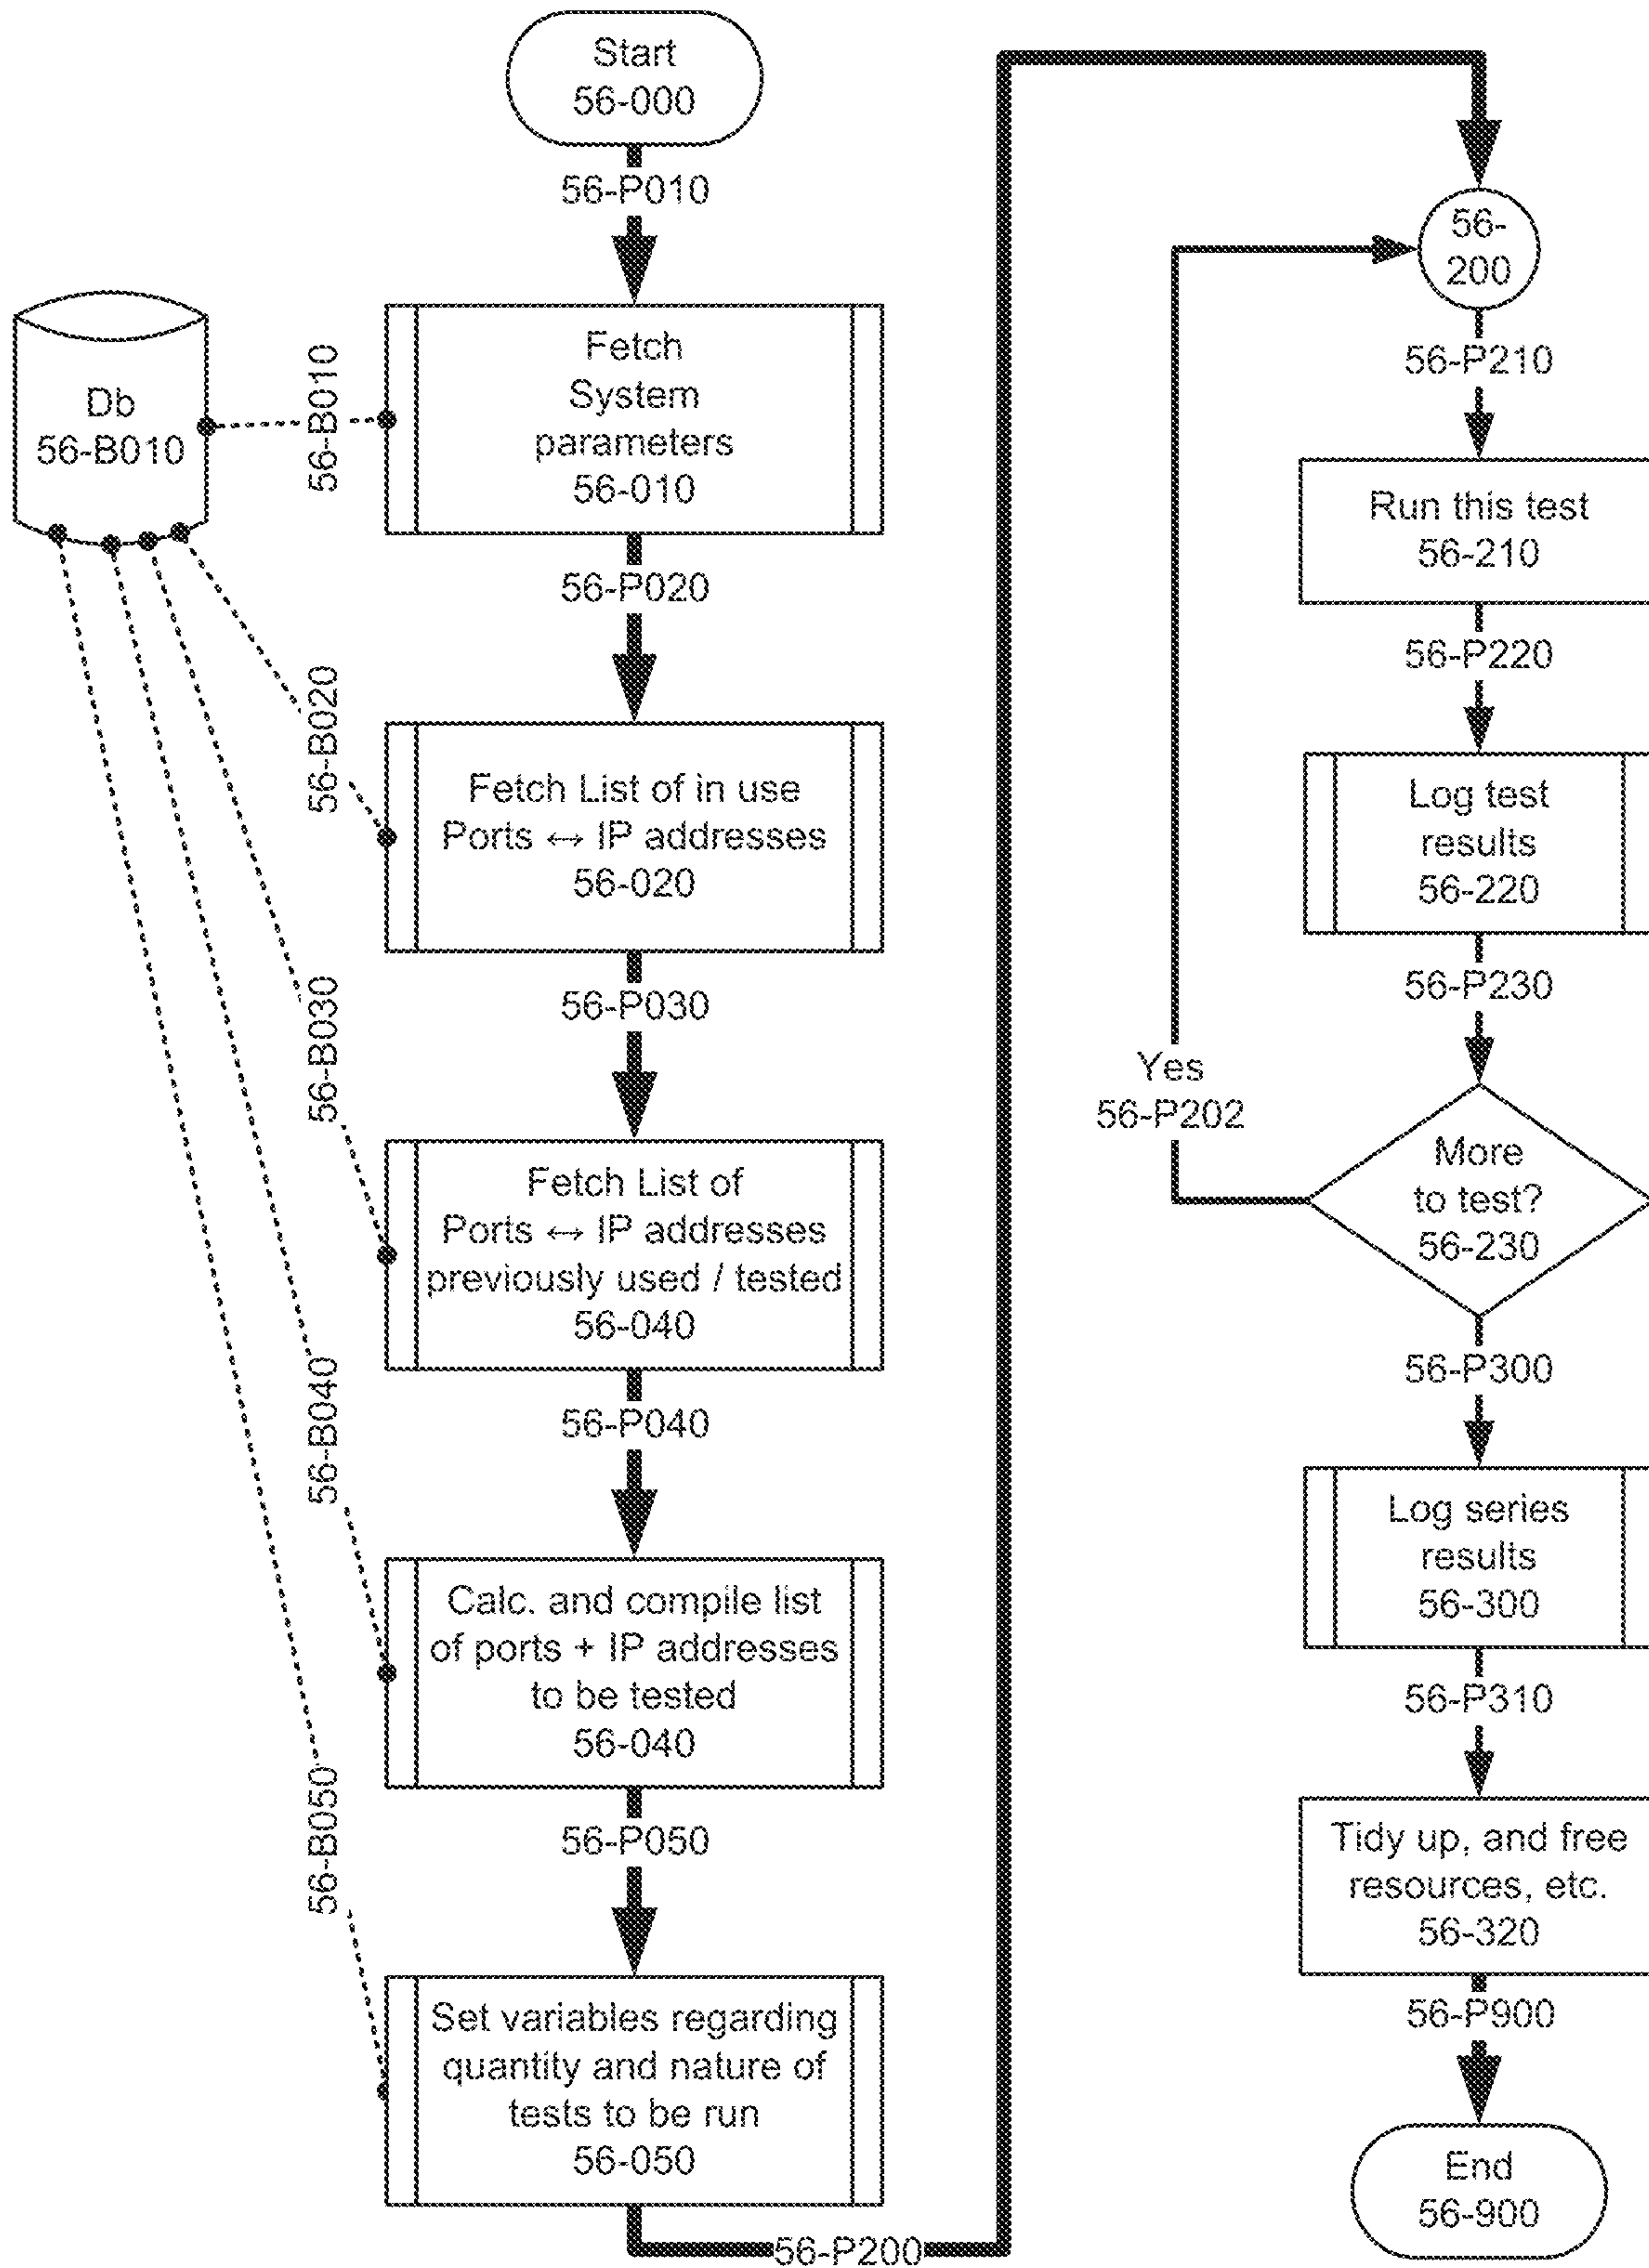 Start
56-000
56-P010
Db
56-B010
56-B010
Fetch
System
parameters
56-010
56-P020
56-B020
Fetch List of in use
Ports ↔ IP addresses
56-020
56-P030
56-B030
Fetch List of
Ports ↔ IP addresses
previously used / tested
56-040
56-P040
56-B040
Calc. and compile list
of ports + IP addresses
to be tested
56-040
56-P050
56-B050
Set variables regarding
quantity and nature of
tests to be run
56-050
56-P200
56-
200
56-P210
Run this test
56-210
56-P220
Log test
results
56-220
56-P230
Yes
56-P202
More
to test?
56-230
56-P300
Log series
results
56-300
56-P310
Tidy up, and free
resources, etc.
56-320
56-P900
End
56-900